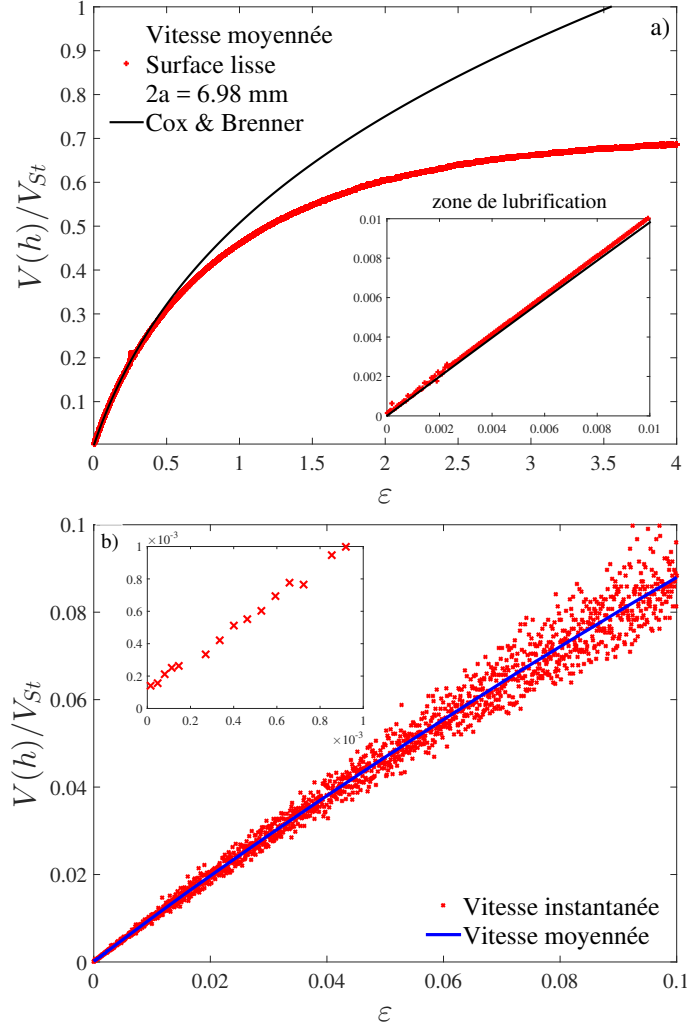 a)
Vitesse moyennée
Surface lisse
2a = 6.98 mm
Cox & Brenner
V(h)/V_{St}
1
0.9
0.8
0.7
0.6
0.5
0.4
0.3
0.2
0.1
0 0.5 1 1.5 2 2.5 3 3.5 4
ε
zone de lubrification
0.01
0.008
0.006
0.004
0.002
0
0 0.002 0.004 0.006 0.008 0.01
b)
V(h)/V_{St}
0.1
0.08
0.06
0.04
0.02
0
0 0.02 0.04 0.06 0.08 0.1
ε
×10⁻³
1
0.8
0.6
0.4
0.2
0
0 0.2 0.4 0.6 0.8 1
×10⁻³
Vitesse instantanée
Vitesse moyennée